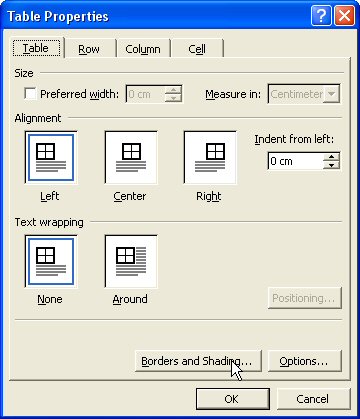 Table Properties
Table Row Column Cell
Size
Preferred width: 0 cm Measure in: Centimeter
Alignment
Indent from left:
0 cm
Left Center Right
Text wrapping
None Around
Positioning...
Borders and Shading... Options...
OK Cancel